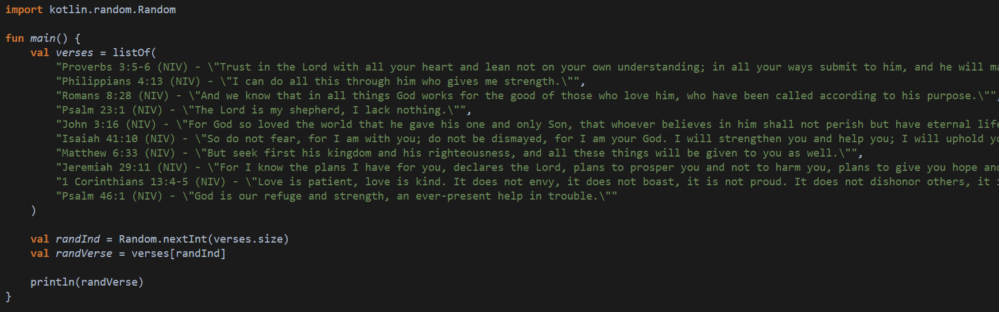 import kotlin.random.Random
fun main() {
    val verses = listOf(
        "Proverbs 3:5-6 (NIV) - \"Trust in the Lord with all your heart and lean not on your own understanding; in all your ways submit to him, and he will
        "Philippians 4:13 (NIV) - \"I can do all this through him who gives me strength.\"",
        "Romans 8:28 (NIV) - \"And we know that in all things God works for the good of those who love him, who have been called according to his purpose.\"",
        "Psalm 23:1 (NIV) - \"The Lord is my shepherd, I lack nothing.\"",
        "John 3:16 (NIV) - \"For God so loved the world that he gave his one and only Son, that whoever believes in him shall not perish but have eternal life
        "Isaiah 41:10 (NIV) - \"So do not fear, for I am with you; do not be dismayed, for I am your God. I will strengthen you and help you; I will uphold
        "Matthew 6:33 (NIV) - \"But seek first his kingdom and his righteousness, and all these things will be given to you as well.\"",
        "Jeremiah 29:11 (NIV) - \"For I know the plans I have for you, declares the Lord, plans to prosper you and not to harm you, plans to give you hope and
        "1 Corinthians 13:4-5 (NIV) - \"Love is patient, love is kind. It does not envy, it does not boast, it is not proud. It does not dishonor others, it
        "Psalm 46:1 (NIV) - \"God is our refuge and strength, an ever-present help in trouble.\""
    )
    val randInd = Random.nextInt(verses.size)
    val randVerse = verses[randInd]
    println(randVerse)
}